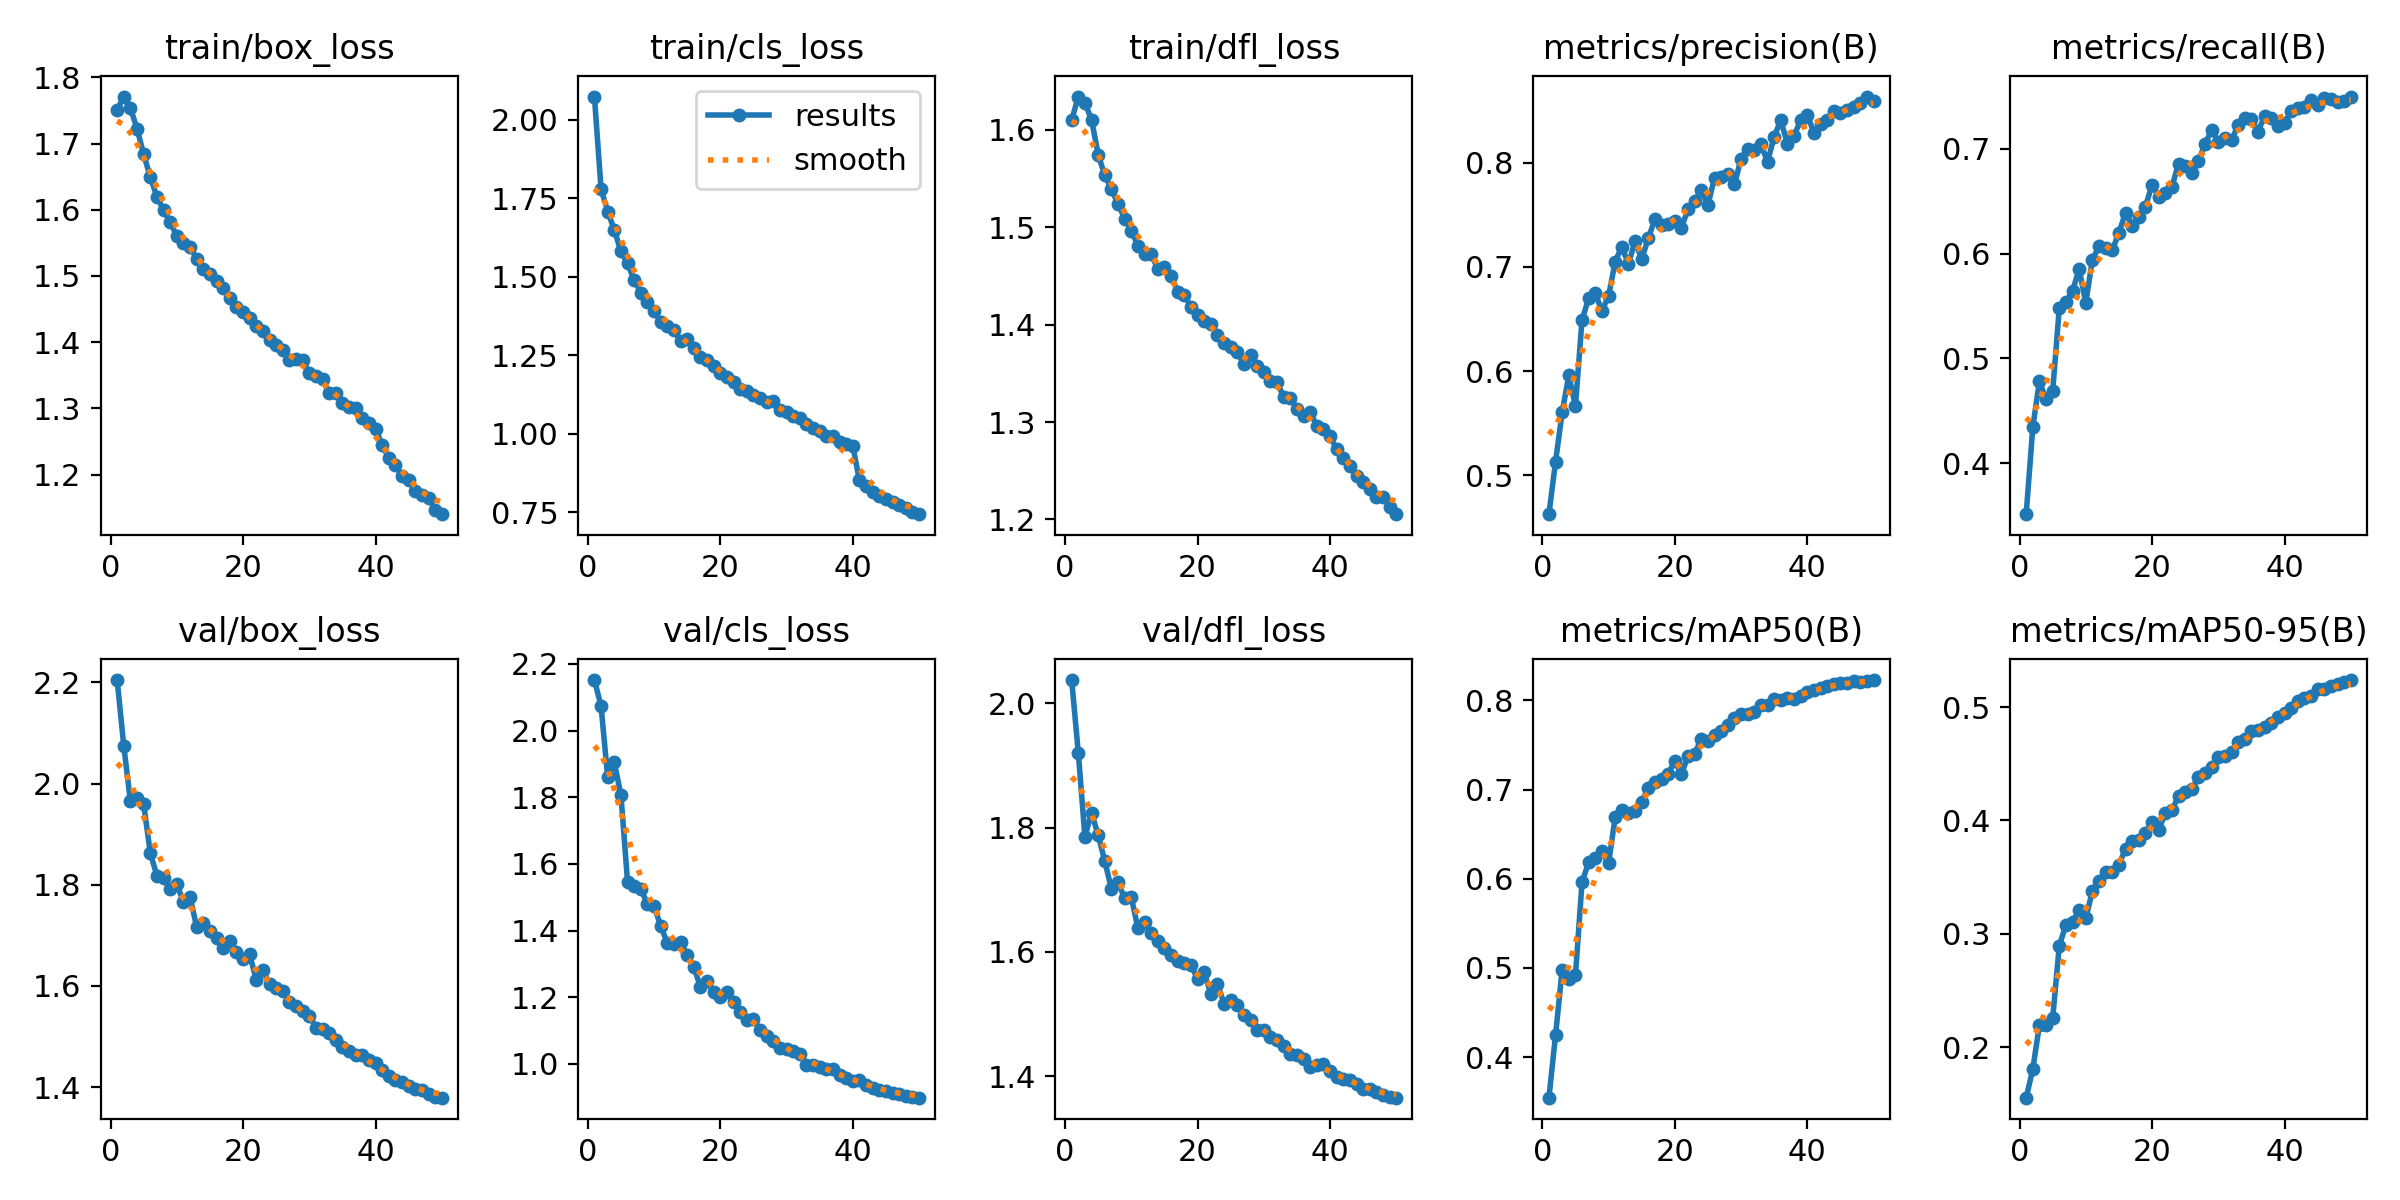 train/box_loss
1.8
1.7
1.6
1.5
1.4
1.3
1.2
0 20 40
train/cls_loss
results
smooth
2.00
1.75
1.50
1.25
1.00
0.75
0 20 40
train/dfl_loss
1.6
1.5
1.4
1.3
1.2
0 20 40
metrics/precision(B)
0.8
0.7
0.6
0.5
0 20 40
metrics/recall(B)
0.7
0.6
0.5
0.4
0 20 40
val/box_loss
2.2
2.0
1.8
1.6
1.4
0 20 40
val/cls_loss
2.2
2.0
1.8
1.6
1.4
1.2
1.0
0 20 40
val/dfl_loss
2.0
1.8
1.6
1.4
0 20 40
metrics/mAP50(B)
0.8
0.7
0.6
0.5
0.4
0 20 40
metrics/mAP50-95(B)
0.5
0.4
0.3
0.2
0 20 40